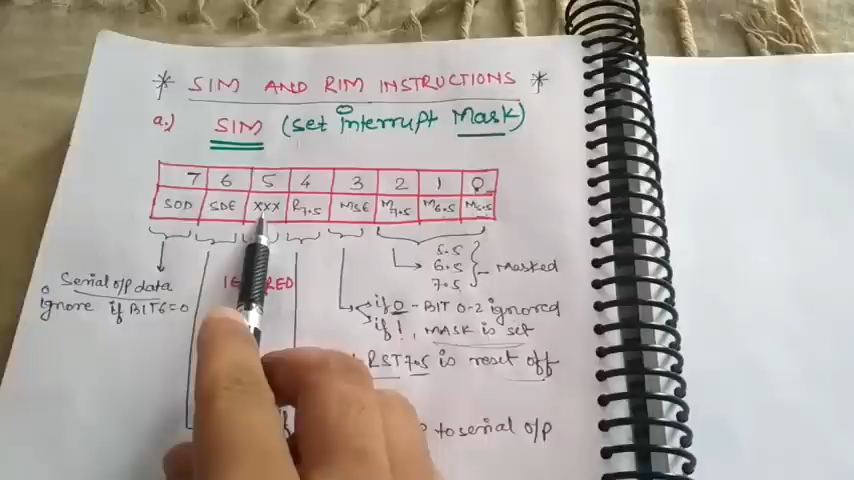 * SIM AND RIM INSTRUCTIONS *
a.) SIM (set interrupt Mask)
7 6 5 4 3 2 1 0
SOD SDE XXX R7.5 MSE M7.5 M6.5 M5.5
5.5
6.5
7.5
Masked
Serial o/p data
ignore if BIT6=0
if 0 - BIT 0-2 ignored
if 1, MASK is set
RST7.5 is reset off
to serial o/p